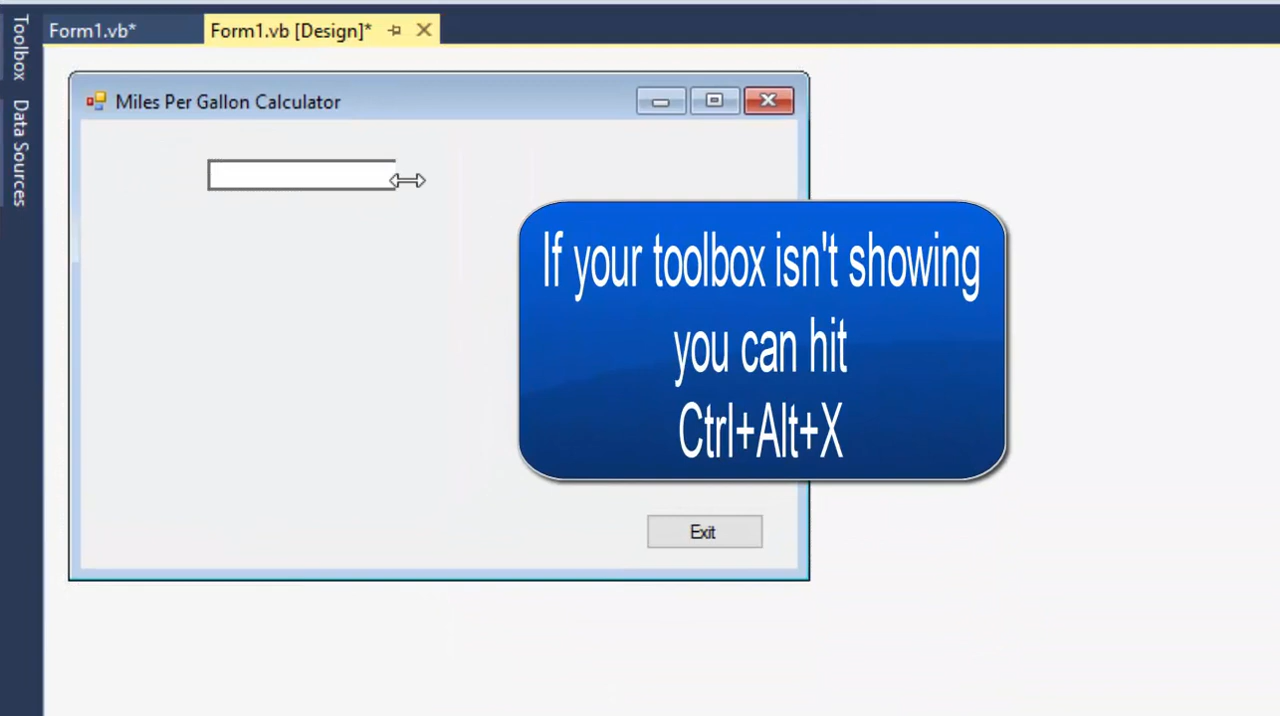 Toolbox
Data Sources
Form1.vb*
Form1.vb [Design]*
Miles Per Gallon Calculator
If your toolbox isn't showing
you can hit
Ctrl+Alt+X
Exit